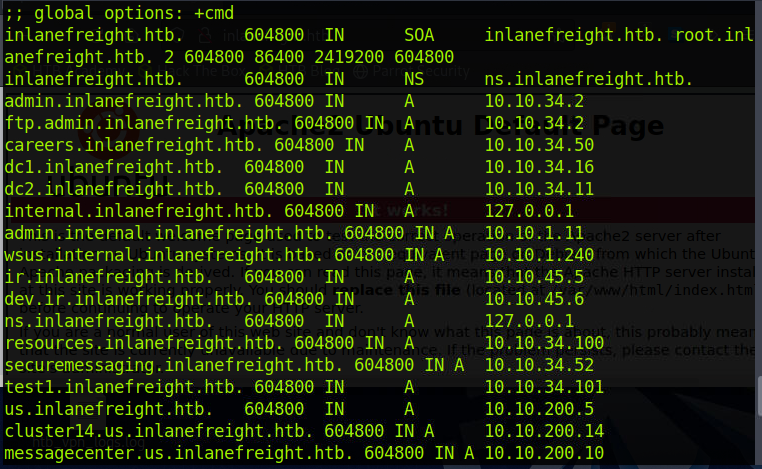 ;; global options: +cmd
inlanefreight.htb. 604800 IN SOA inlanefreight.htb. root.inl
anefreight.htb. 2 604800 86400 2419200 604800
inlanefreight.htb. 604800 IN NS ns.inlanefreight.htb.
admin.inlanefreight.htb. 604800 IN A 10.10.34.2
ftp.admin.inlanefreight.htb. 604800 IN A 10.10.34.2
careers.inlanefreight.htb. 604800 IN A 10.10.34.50
dc1.inlanefreight.htb. 604800 IN A 10.10.34.16
dc2.inlanefreight.htb. 604800 IN A 10.10.34.11
internal.inlanefreight.htb. 604800 IN A 127.0.0.1
admin.internal.inlanefreight.htb. 604800 IN A 10.10.1.11
wsus.internal.inlanefreight.htb. 604800 IN A 10.10.1.240
ir.inlanefreight.htb. 604800 IN A 10.10.45.5
dev.ir.inlanefreight.htb. 604800 IN A 10.10.45.6
ns.inlanefreight.htb. 604800 IN A 127.0.0.1
resources.inlanefreight.htb. 604800 IN A 10.10.34.100
securemessaging.inlanefreight.htb. 604800 IN A 10.10.34.52
test1.inlanefreight.htb. 604800 IN A 10.10.34.101
us.inlanefreight.htb. 604800 IN A 10.10.200.5
cluster14.us.inlanefreight.htb. 604800 IN A 10.10.200.14
messagecenter.us.inlanefreight.htb. 604800 IN A 10.10.200.10